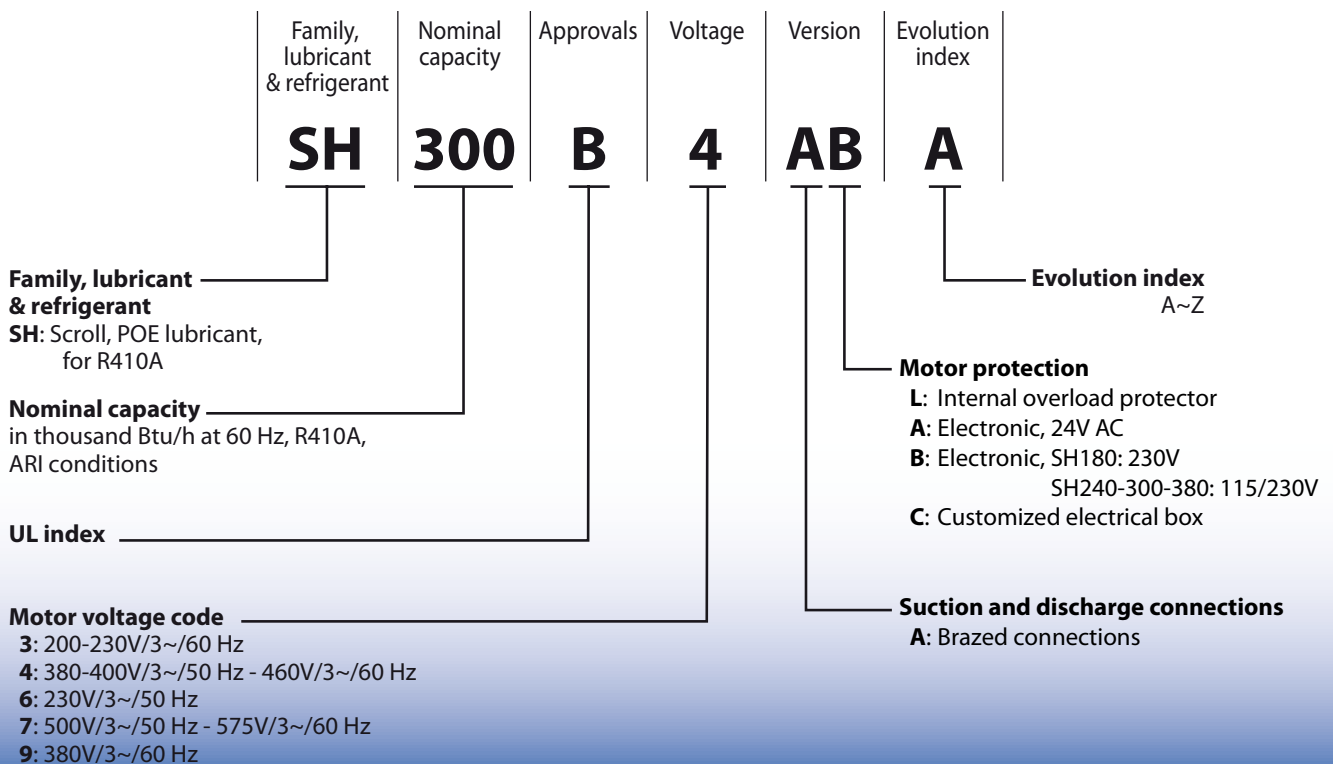 Family,
lubricant
& refrigerant
Nominal
capacity
Approvals
Voltage
Version
Evolution
index
SH 300 B 4 AB A
Family, lubricant
& refrigerant
SH: Scroll, POE lubricant,
for R410A
Nominal capacity
in thousand Btu/h at 60 Hz, R410A,
ARI conditions
UL index
Motor voltage code
3: 200-230V/3~/60 Hz
4: 380-400V/3~/50 Hz - 460V/3~/60 Hz
6: 230V/3~/50 Hz
7: 500V/3~/50 Hz - 575V/3~/60 Hz
9: 380V/3~/60 Hz
Evolution index
A~Z
Motor protection
L: Internal overload protector
A: Electronic, 24V AC
B: Electronic, SH180: 230V
SH240-300-380: 115/230V
C: Customized electrical box
Suction and discharge connections
A: Brazed connections